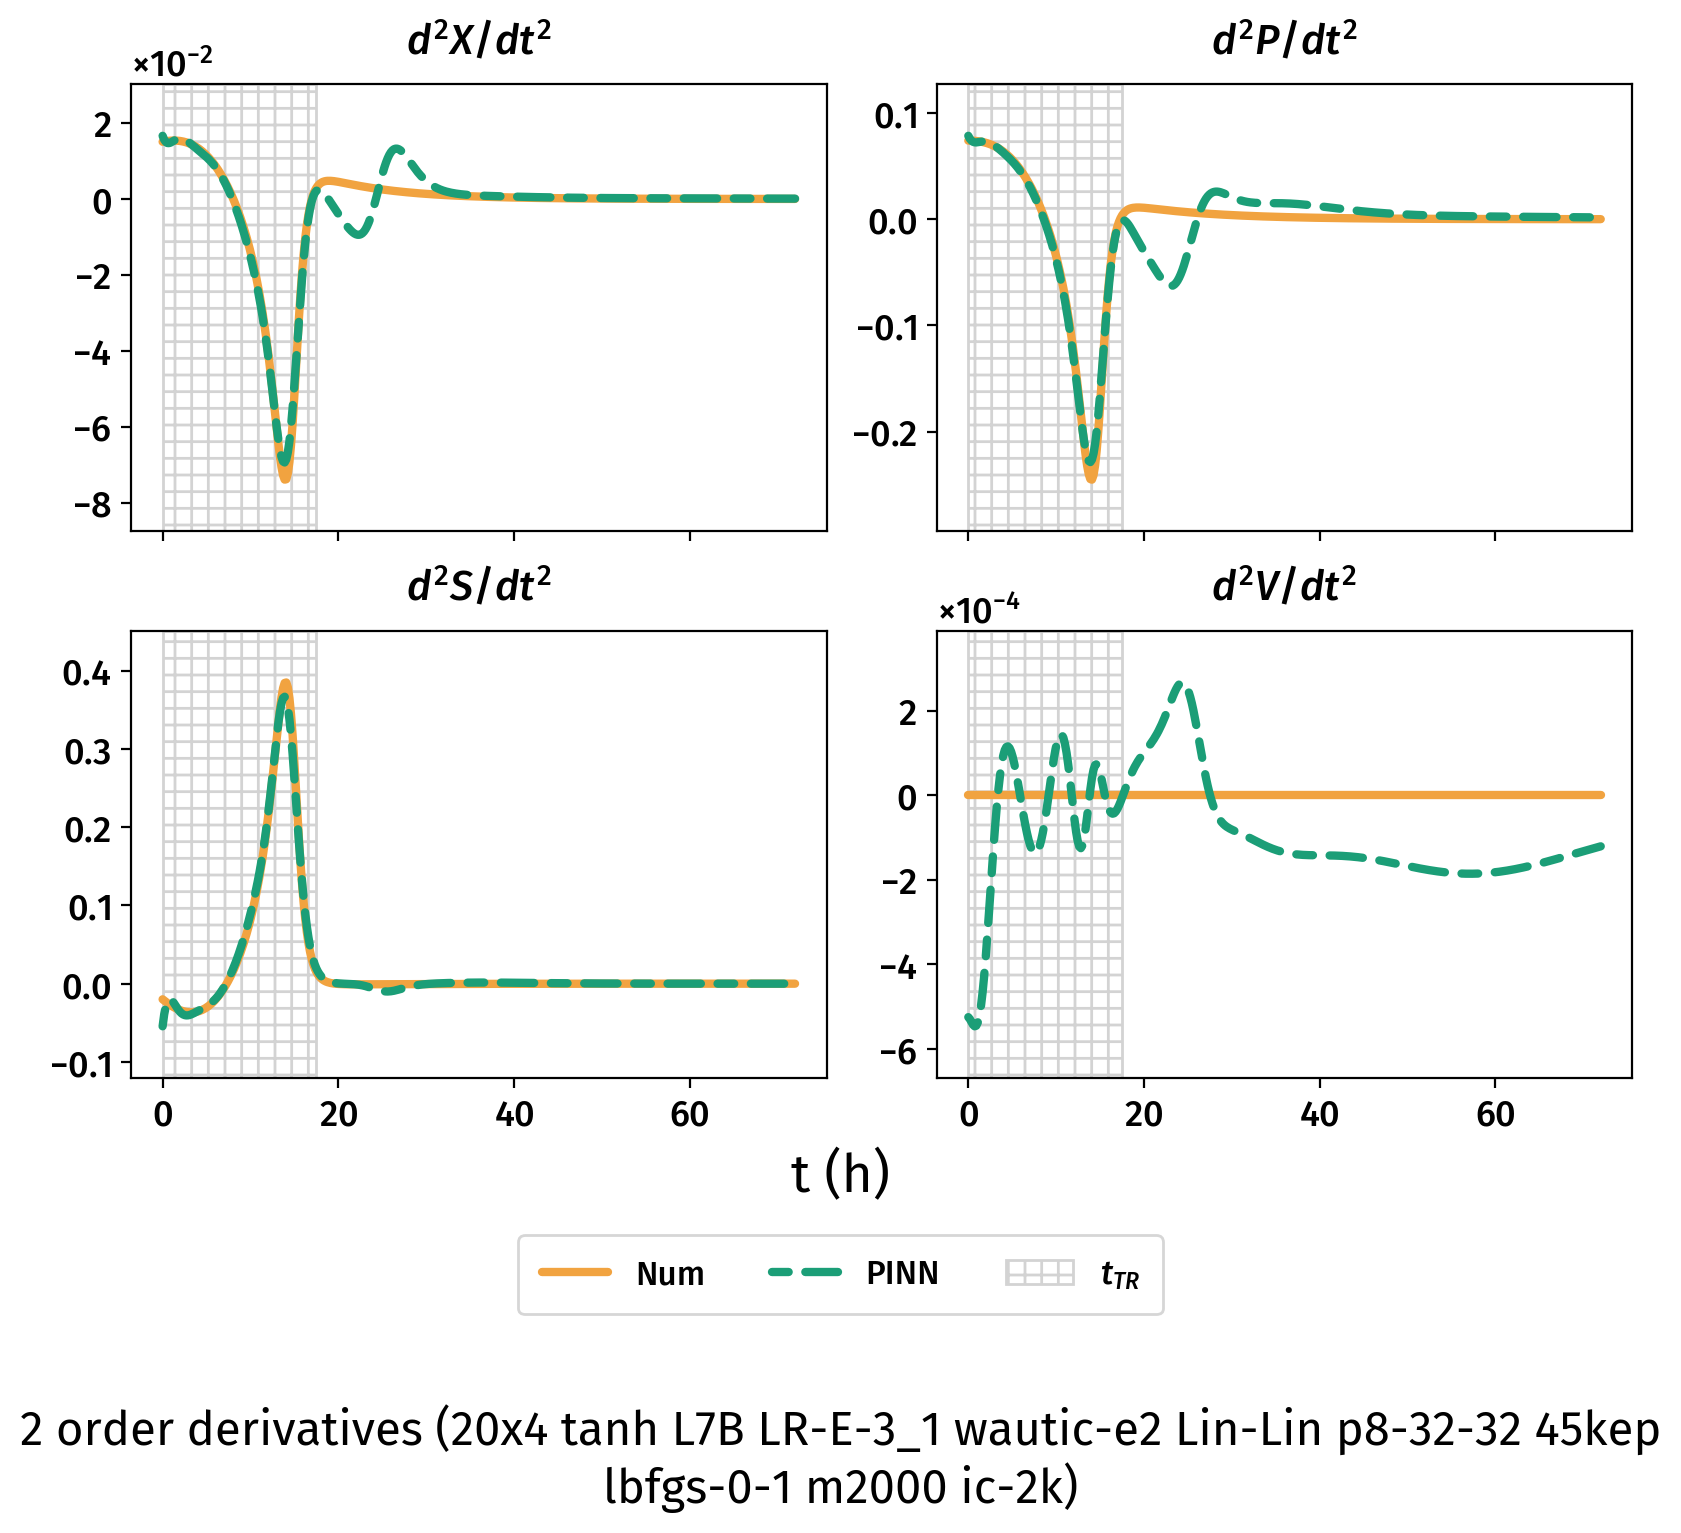 d²X/dt²
×10⁻²
2
0
−2
−4
−6
−8
d²P/dt²
0.1
0.0
−0.1
−0.2
d²S/dt²
0.4
0.3
0.2
0.1
0.0
−0.1
0 20 40 60
d²V/dt²
×10⁻⁴
2
0
−2
−4
−6
0 20 40 60
t (h)
Num PINN t_TR
2 order derivatives (20x4 tanh L7B LR-E-3_1 wautic-e2 Lin-Lin p8-32-32 45kep
lbfgs-0-1 m2000 ic-2k)